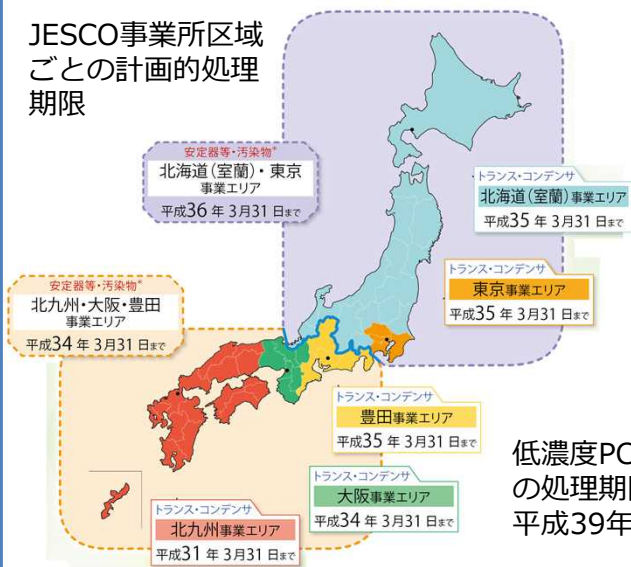 JESCO事業所区域
ごとの計画的処理
期限
安定器等・汚染物*
北海道(室蘭)・東京
事業エリア
平成36 年 3月31 日まで
トランス・コンデンサ
北海道(室蘭)事業エリア
平成35 年 3月31 日まで
トランス・コンデンサ
東京事業エリア
平成35 年 3月31 日まで
安定器等・汚染物*
北九州・大阪・豊田
事業エリア
平成34 年 3月31 日まで
トランス・コンデンサ
豊田事業エリア
平成35 年 3月31 日まで
トランス・コンデンサ
大阪事業エリア
平成34 年 3月31 日まで
トランス・コンデンサ
北九州事業エリア
平成31 年 3月31 日まで
低濃度PC
の処理期
平成39年